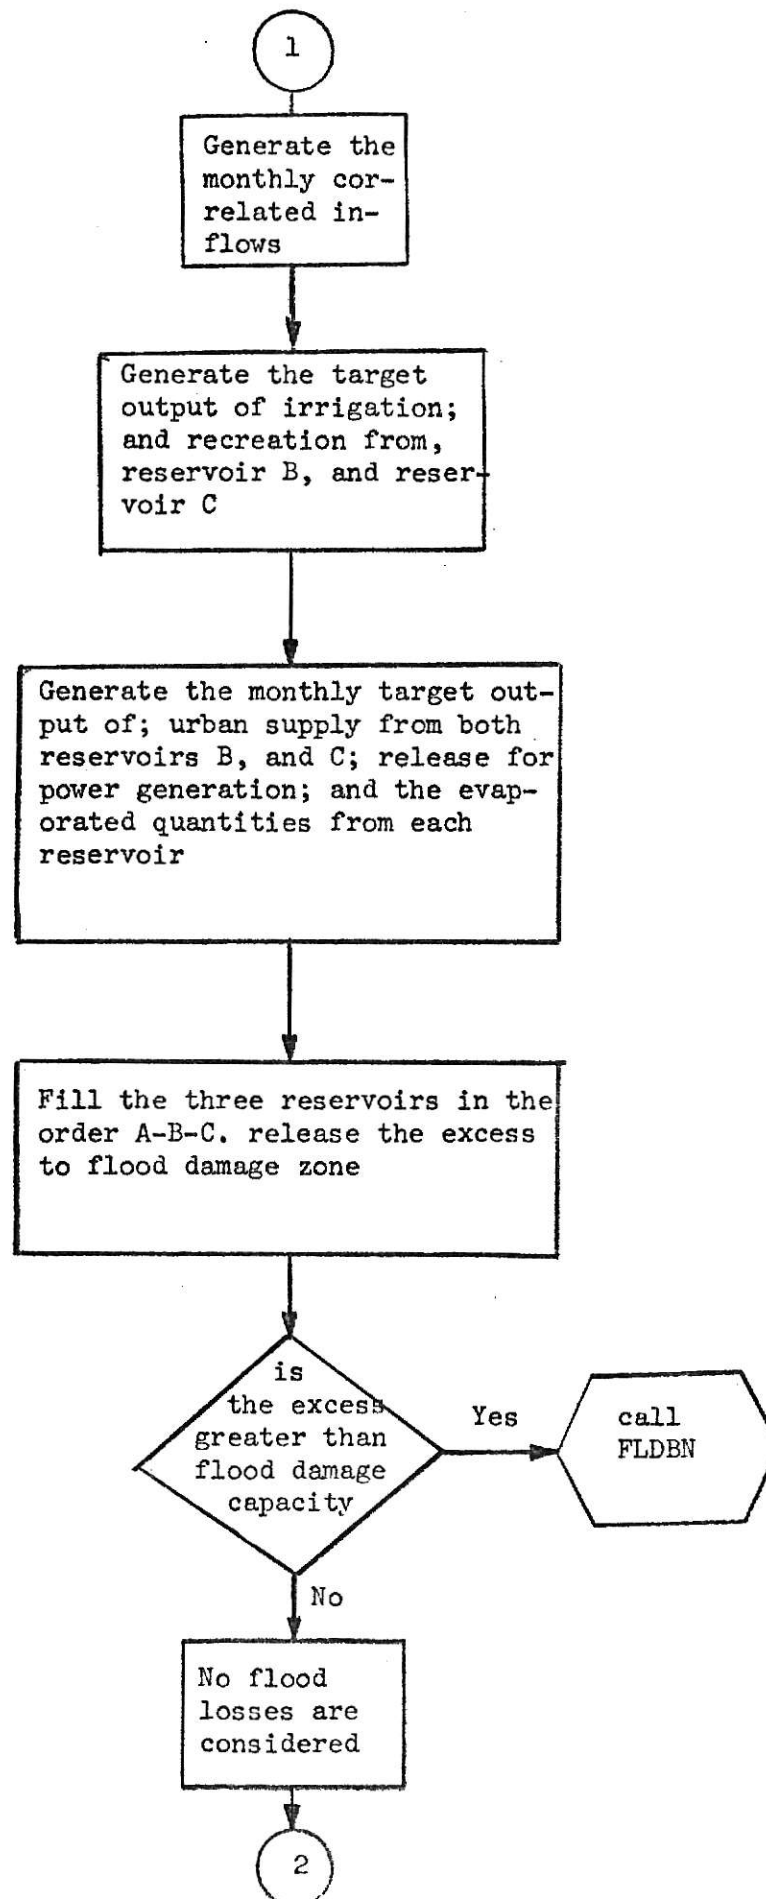 1
Generate the
monthly cor-
related in-
flows
Generate the target
output of irrigation;
and recreation from,
reservoir B, and reser-
voir C
Generate the monthly target out-
put of; urban supply from both
reservoirs B, and C; release for
power generation; and the evap-
orated quantities from each
reservoir
Fill the three reservoirs in the
order A-B-C. release the excess
to flood damage zone
is
the excess
greater than
flood damage
capacity
Yes
call
FLDBN
No
No flood
losses are
considered
2